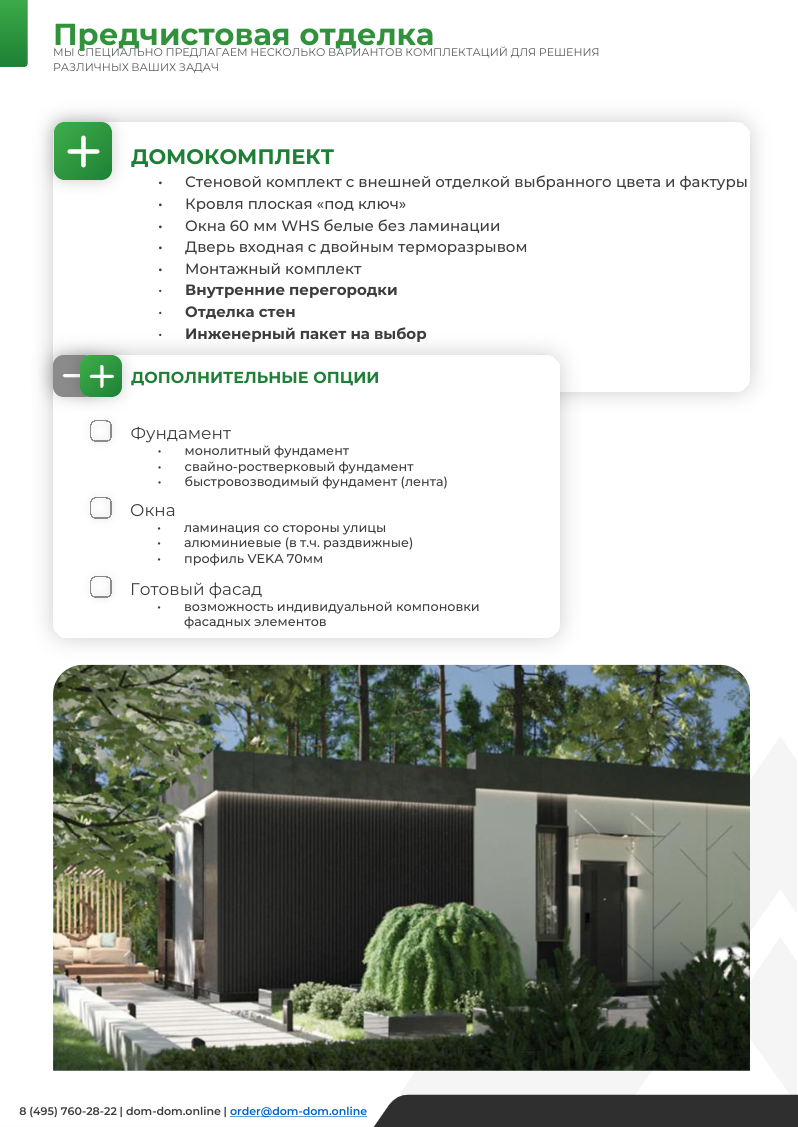 Предчистовая отделка
МЫ СПЕЦИАЛЬНО ПРЕДЛАГАЕМ НЕСКОЛЬКО ВАРИАНТОВ КОМПЛЕКТАЦИЙ ДЛЯ РЕШЕНИЯ
РАЗЛИЧНЫХ ВАШИХ ЗАДАЧ
ДОМОКОМПЛЕКТ
• Стеновой комплект с внешней отделкой выбранного цвета и фактуры
• Кровля плоская «под ключ»
• Окна 60 мм WHS белые без ламинации
• Дверь входная с двойным терморазрывом
• Монтажный комплект
• Внутренние перегородки
• Отделка стен
• Инженерный пакет на выбор
ДОПОЛНИТЕЛЬНЫЕ ОПЦИИ
Фундамент
• монолитный фундамент
• свайно-ростверковый фундамент
• быстровозводимый фундамент (лента)
Окна
• ламинация со стороны улицы
• алюминиевые (в т.ч. раздвижные)
• профиль VEKA 70мм
Готовый фасад
• возможность индивидуальной компоновки
фасадных элементов
8 (495) 760-28-22 | dom-dom.online | order@dom-dom.online